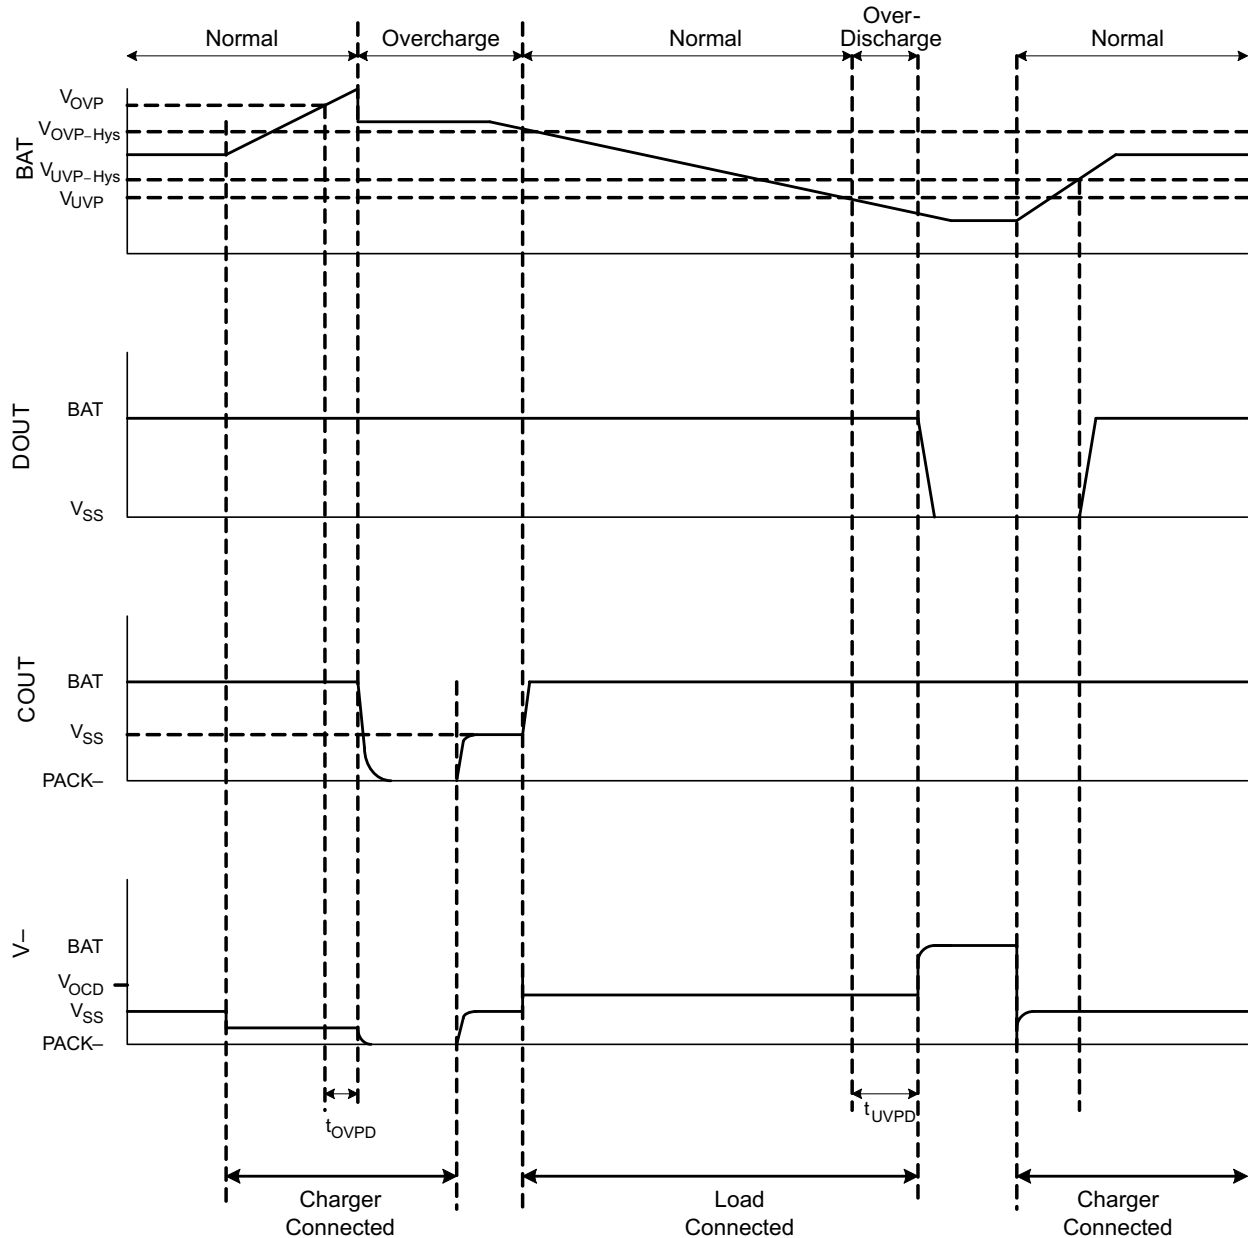 Normal
Overcharge
Normal
Over-
Discharge
Normal
BAT
VOVP
VOVP-Hys
VUVP-Hys
VUVP
DOUT
BAT
VSS
COUT
BAT
VSS
PACK–
V–
BAT
VOCD
VSS
PACK–
tOVPD
tUVPD
Charger
Connected
Load
Connected
Charger
Connected